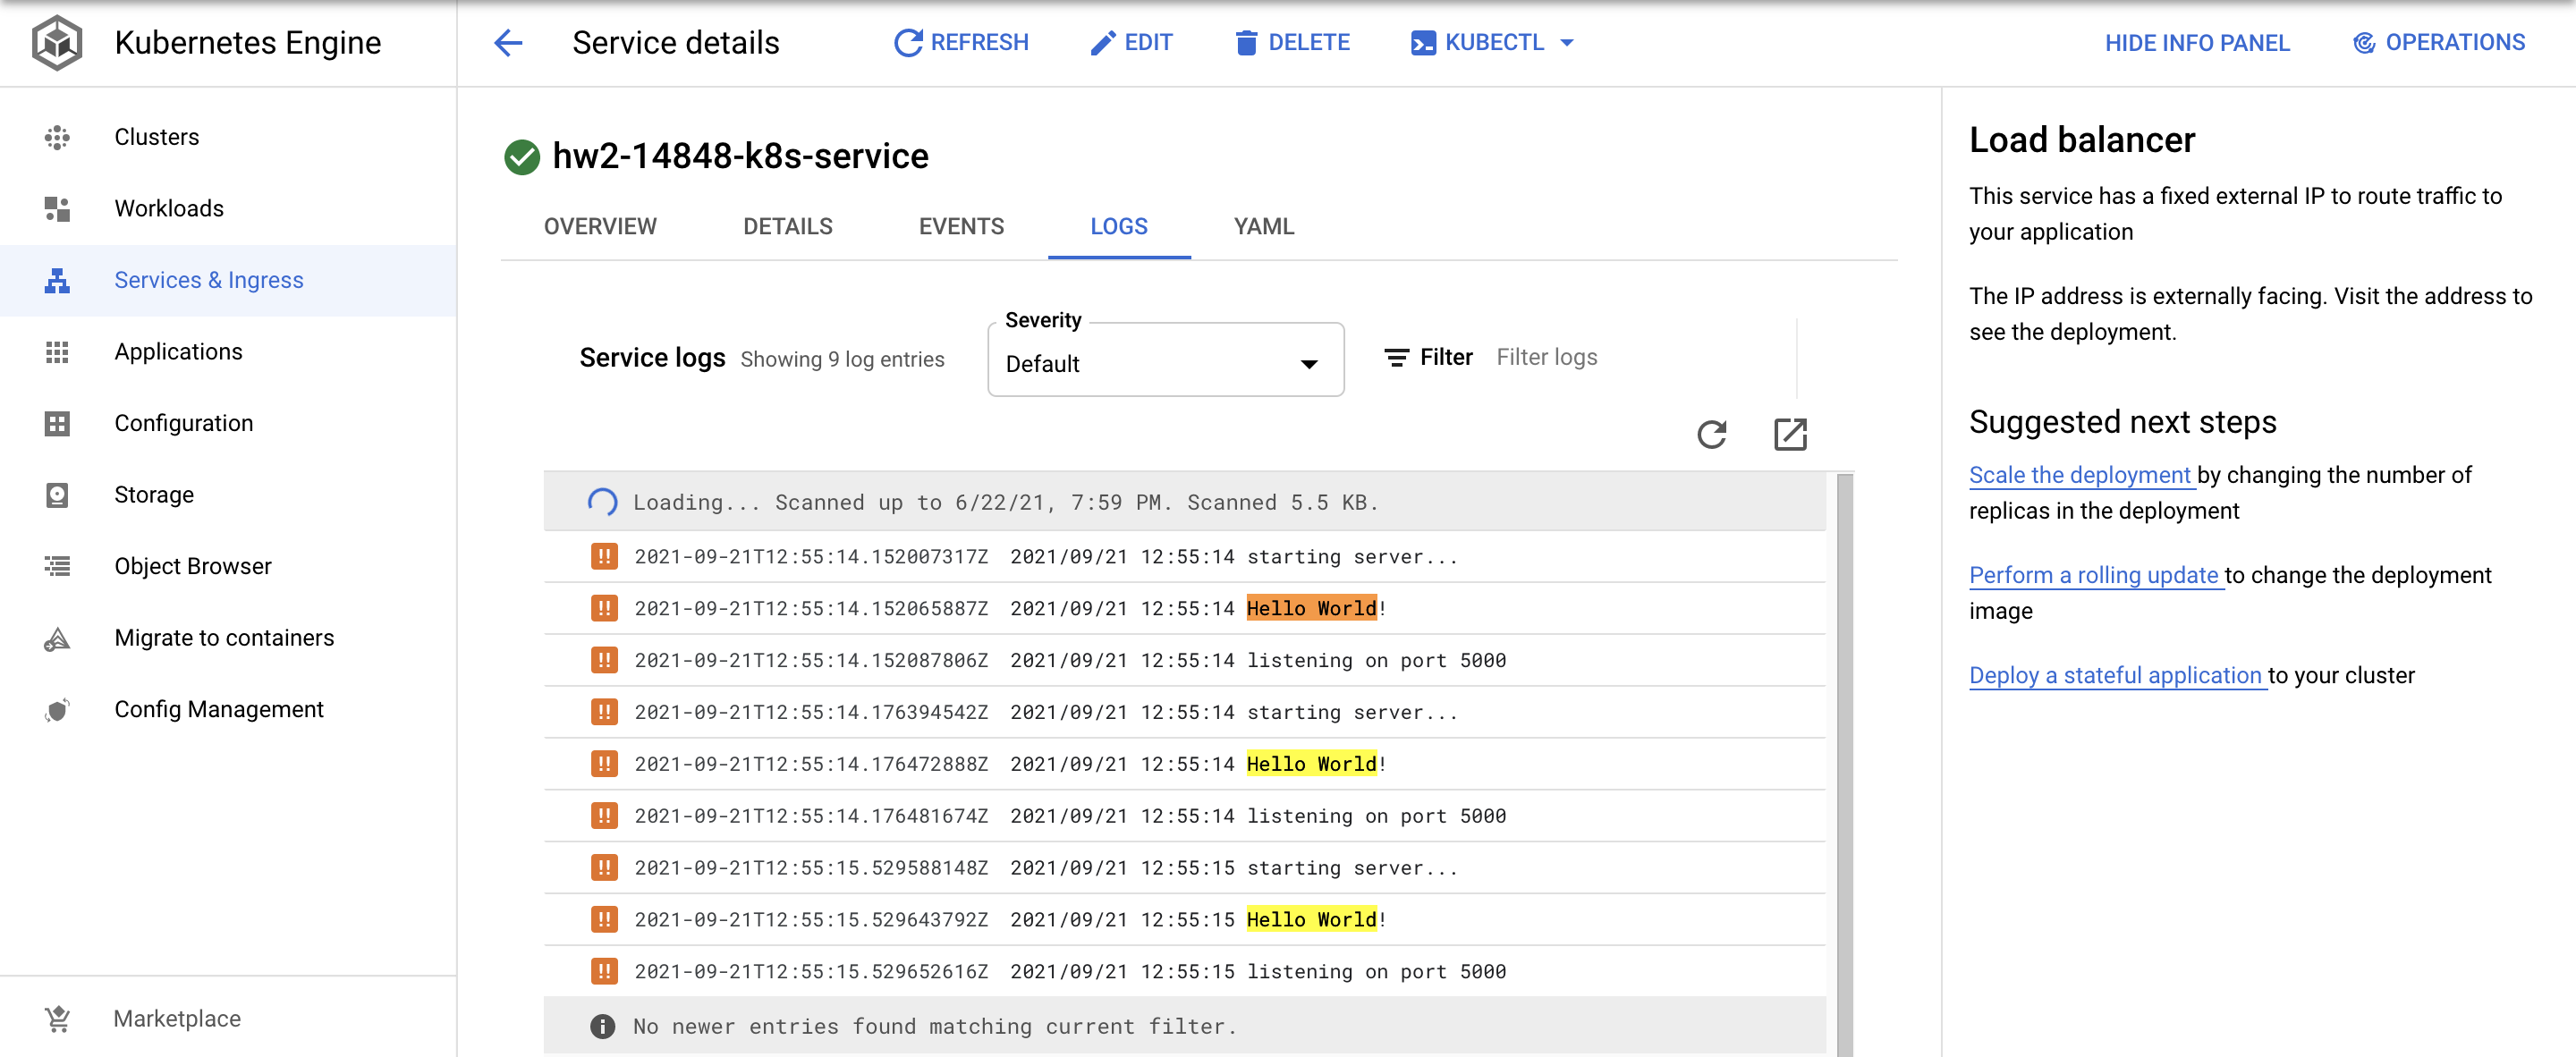 Kubernetes Engine
Service details
REFRESH
EDIT
DELETE
KUBECTL
HIDE INFO PANEL
OPERATIONS
Clusters
Workloads
Services & Ingress
Applications
Configuration
Storage
Object Browser
Migrate to containers
Config Management
Marketplace
hw2-14848-k8s-service
OVERVIEW
DETAILS
EVENTS
LOGS
YAML
Service logs Showing 9 log entries
Severity
Default
Filter Filter logs
Loading... Scanned up to 6/22/21, 7:59 PM. Scanned 5.5 KB.
!! 2021-09-21T12:55:14.152007317Z 2021/09/21 12:55:14 starting server...
!! 2021-09-21T12:55:14.152065887Z 2021/09/21 12:55:14 Hello World!
!! 2021-09-21T12:55:14.152087806Z 2021/09/21 12:55:14 listening on port 5000
!! 2021-09-21T12:55:14.176394542Z 2021/09/21 12:55:14 starting server...
!! 2021-09-21T12:55:14.176472888Z 2021/09/21 12:55:14 Hello World!
!! 2021-09-21T12:55:14.176481674Z 2021/09/21 12:55:14 listening on port 5000
!! 2021-09-21T12:55:15.529588148Z 2021/09/21 12:55:15 starting server...
!! 2021-09-21T12:55:15.529643792Z 2021/09/21 12:55:15 Hello World!
!! 2021-09-21T12:55:15.529652616Z 2021/09/21 12:55:15 listening on port 5000
No newer entries found matching current filter.
Load balancer
This service has a fixed external IP to route traffic to
your application
The IP address is externally facing. Visit the address to
see the deployment.
Suggested next steps
Scale the deployment by changing the number of
replicas in the deployment
Perform a rolling update to change the deployment
image
Deploy a stateful application to your cluster